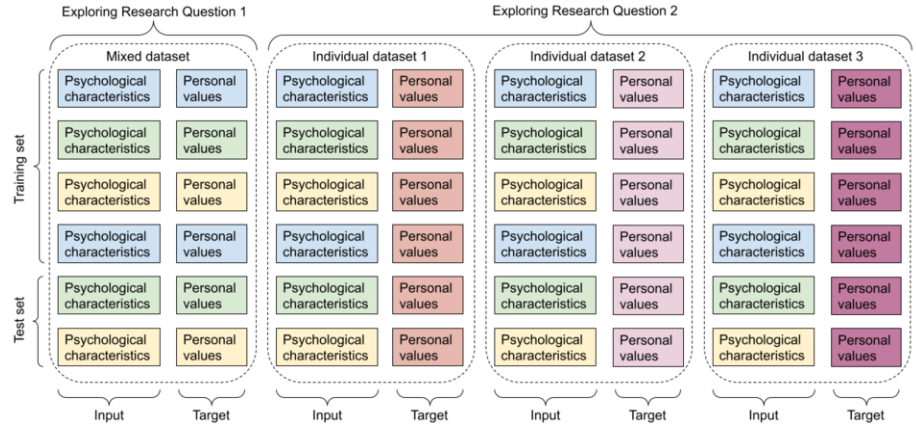 Exploring Research Question 1
Exploring Research Question 2
Mixed dataset
Individual dataset 1
Individual dataset 2
Individual dataset 3
Training set
Test set
Psychological Personal Psychological Personal Psychological Personal Psychological Personal
characteristics values characteristics values characteristics values characteristics values
Psychological Personal Psychological Personal Psychological Personal Psychological Personal
characteristics values characteristics values characteristics values characteristics values
Psychological Personal Psychological Personal Psychological Personal Psychological Personal
characteristics values characteristics values characteristics values characteristics values
Psychological Personal Psychological Personal Psychological Personal Psychological Personal
characteristics values characteristics values characteristics values characteristics values
Psychological Personal Psychological Personal Psychological Personal Psychological Personal
characteristics values characteristics values characteristics values characteristics values
Psychological Personal Psychological Personal Psychological Personal Psychological Personal
characteristics values characteristics values characteristics values characteristics values
Input Target Input Target Input Target Input Target